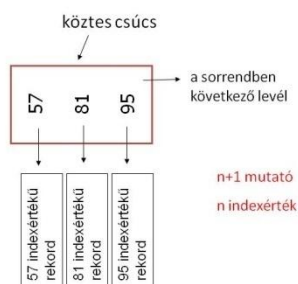 köztes csúcs
57
81
95
a sorrendben
következő levél
57 indexértékű
rekord
81 indexértékű
rekord
95 indexértékű
rekord
n+1 mutató
n indexérték